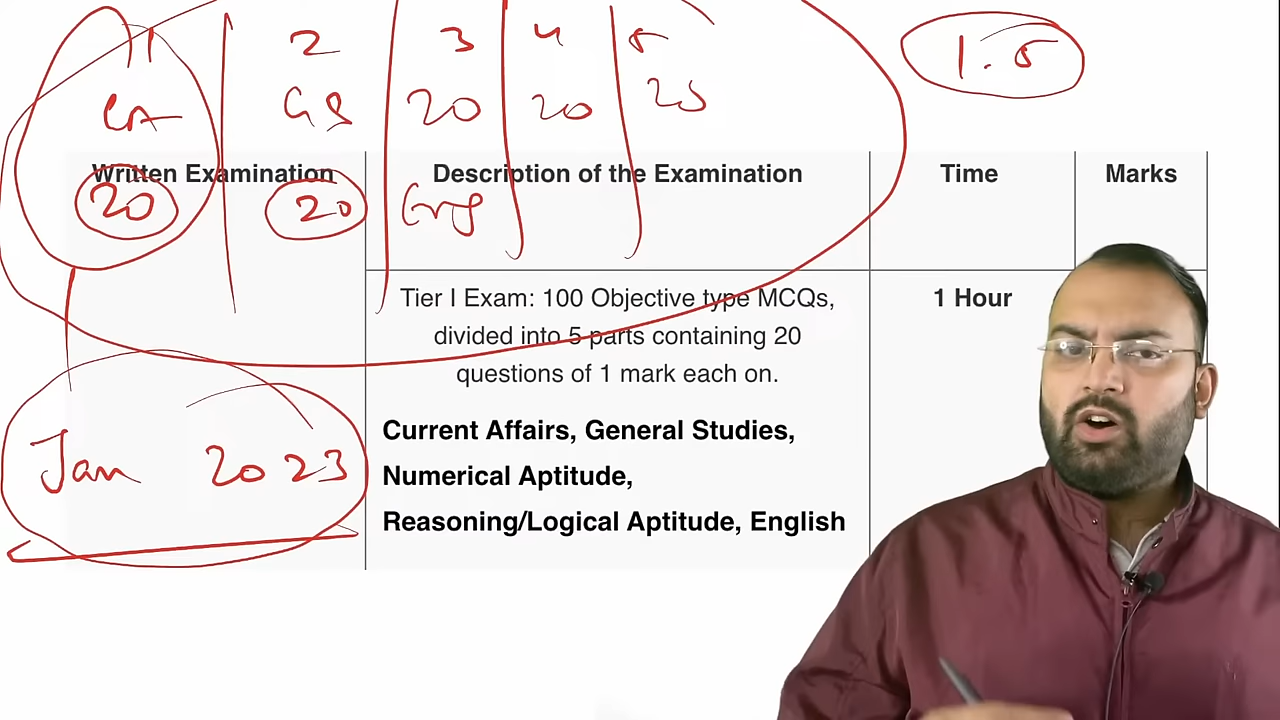 1 2 3 4 5
CA GS 20 20 25
1.5
Written Examination Description of the Examination Time Marks
20 20 Eng
Tier I Exam: 100 Objective type MCQs, 1 Hour
divided into 5 parts containing 20
questions of 1 mark each on.
Current Affairs, General Studies,
Jan 2023
Numerical Aptitude,
Reasoning/Logical Aptitude, English